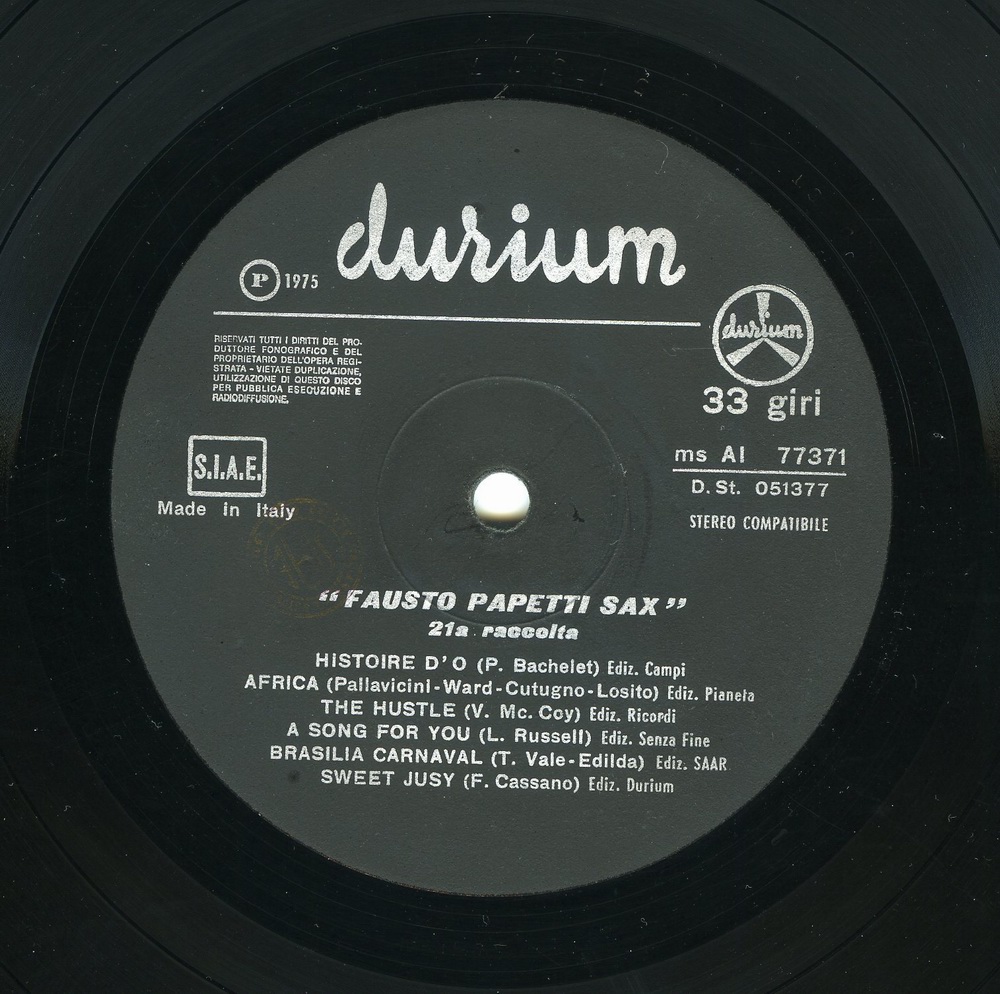 durium
P 1975
RISERVATI TUTTI I DIRITTI DEL PRO-
DUTTORE FONOGRAFICO E DEL
PROPRIETARIO DELL'OPERA REGI-
STRATA - VIETATE DUPLICAZIONE,
UTILIZZAZIONE DI QUESTO DISCO
PER PUBBLICA ESECUZIONE E
RADIODIFFUSIONE.
durium
33 giri
S.I.A.E.
Made in Italy
ms AI 77371
D.St. 051377
STEREO COMPATIBILE
“FAUSTO PAPETTI SAX”
21a raccolta
HISTOIRE D'O (P. Bachelet) Ediz. Campi
AFRICA (Pallavicini-Ward-Cutugno-Losito) Ediz. Pianeta
THE HUSTLE (V. Mc. Coy) Ediz. Ricordi
A SONG FOR YOU (L. Russell) Ediz. Senza Fine
BRASILIA CARNAVAL (T. Vale-Edilda) Ediz. SAAR
SWEET JUSY (F. Cassano) Ediz. Durium